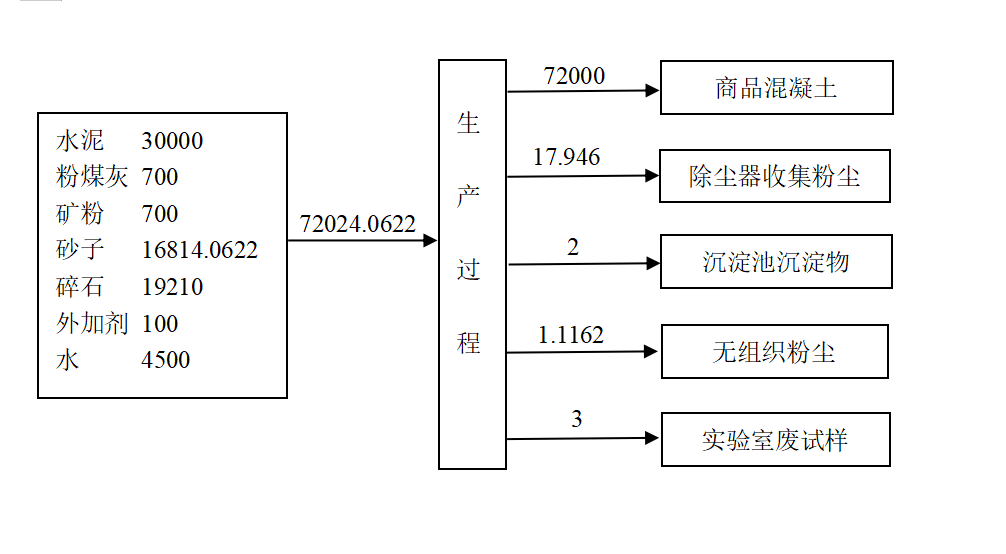 水泥 30000
粉煤灰 700
矿粉 700
砂子 16814.0622
碎石 19210
外加剂 100
水 4500
72024.0622
生
产
过
程
72000
商品混凝土
17.946
除尘器收集粉尘
2
沉淀池沉淀物
1.1162
无组织粉尘
3
实验室废试样